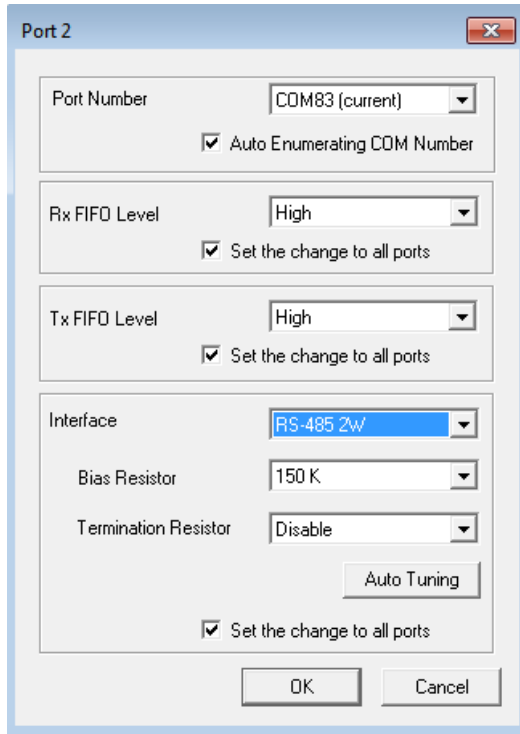 Port 2
Port Number COM83 (current)
Auto Enumerating COM Number
Rx FIFO Level High
Set the change to all ports
Tx FIFO Level High
Set the change to all ports
Interface RS-485 2W
Bias Resistor 150 K
Termination Resistor Disable
Auto Tuning
Set the change to all ports
OK Cancel